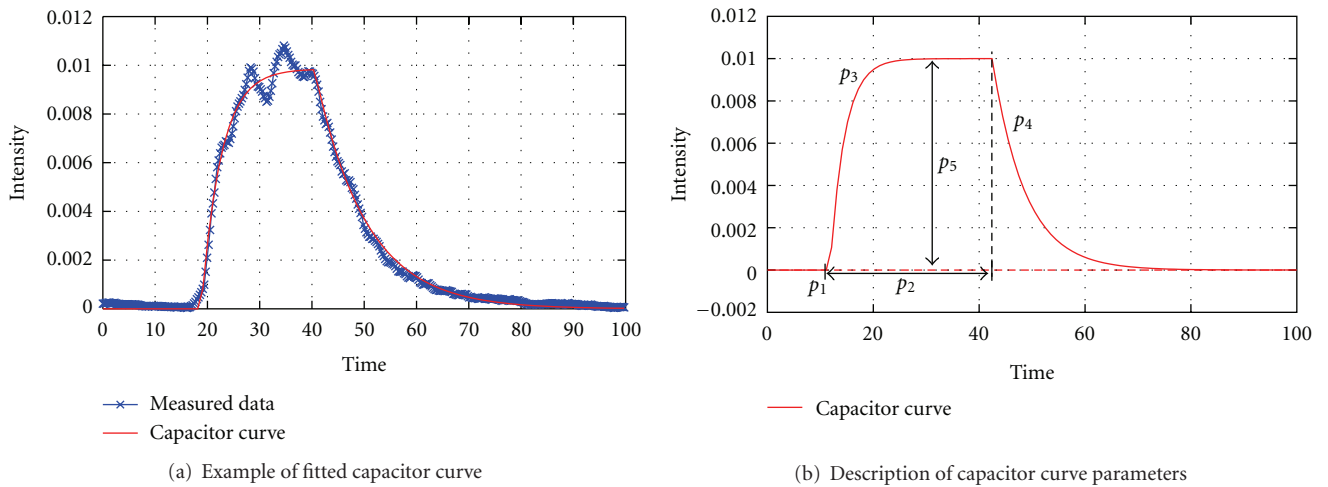 0.012
0.01
0.008
0.006
0.004
0.002
0
Intensity
0 10 20 30 40 50 60 70 80 90 100
Time
Measured data
Capacitor curve
(a) Example of fitted capacitor curve
0.012
0.01
0.008
0.006
0.004
0.002
0
−0.002
Intensity
p3
p4
p5
p1
p2
0 20 40 60 80 100
Time
Capacitor curve
(b) Description of capacitor curve parameters